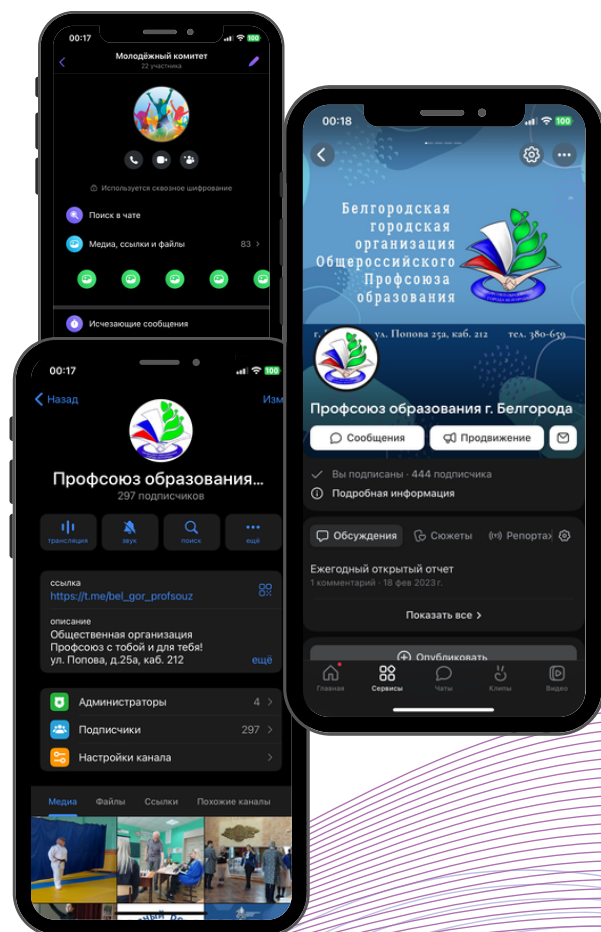 00:17
100
Молодёжный комитет
22 участника
Используется сквозное шифрование
Поиск в чате
Медиа, ссылки и файлы 83
Исчезающие сообщения
00:17
100
Назад
Изм
Профсоюз образования...
297 подписчиков
трансляция звук поиск ещё
ссылка
https://t.me/bel_gor_profsouz
описание
Общественная организация
Профсоюз с тобой и для тебя!
ул. Попова, д.25а, каб. 212 ещё
Администраторы 4
Подписчики 297
Настройки канала
Медиа Файлы Ссылки Похожие каналы
00:18
100
Белгородская
городская
организация
Общероссийского
Профсоюза
образования
г. ул. Попова 25а, каб. 212 тел. 380-659
Профсоюз образования г. Белгорода
Сообщения Продвижение
Вы подписаны · 444 подписчика
Подробная информация
Обсуждения Сюжеты Репорта
Ежегодный открытый отчет
1 комментарий · 18 фев 2023 г.
Показать все
Опубликовать
Главная Сервисы Чаты Клипы Видео